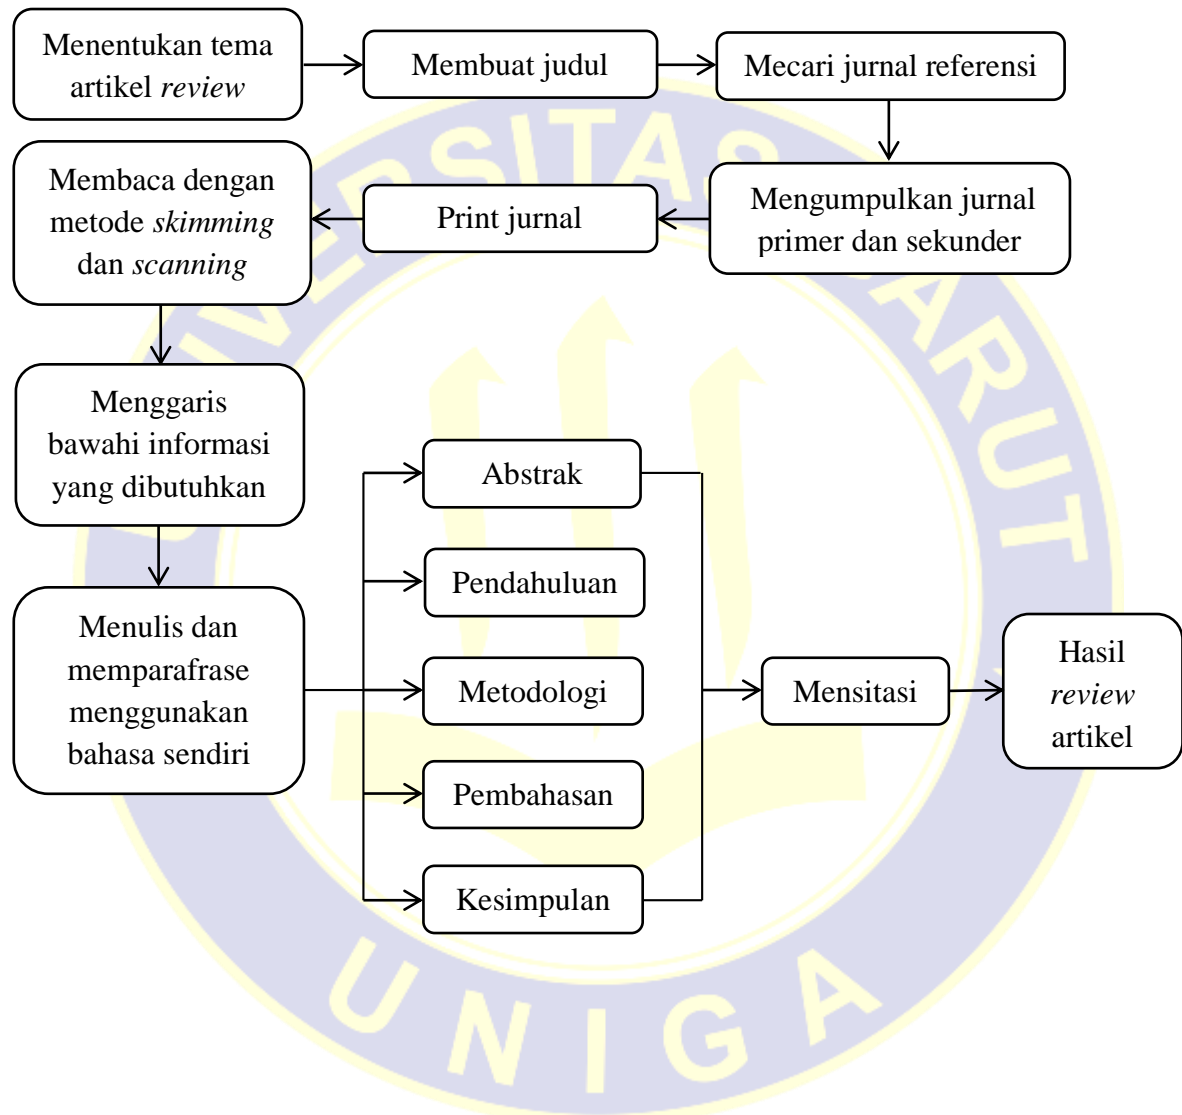 Menentukan tema
artikel review
Membuat judul
Mecari jurnal referensi
Mengumpulkan jurnal
primer dan sekunder
Print jurnal
Membaca dengan
metode skimming
dan scanning
Menggaris
bawahi informasi
yang dibutuhkan
Menulis dan
memparafrase
menggunakan
bahasa sendiri
Abstrak
Pendahuluan
Metodologi
Pembahasan
Kesimpulan
Mensitasi
Hasil
review
artikel
UNIVERSITAS GARUT
UNIGA